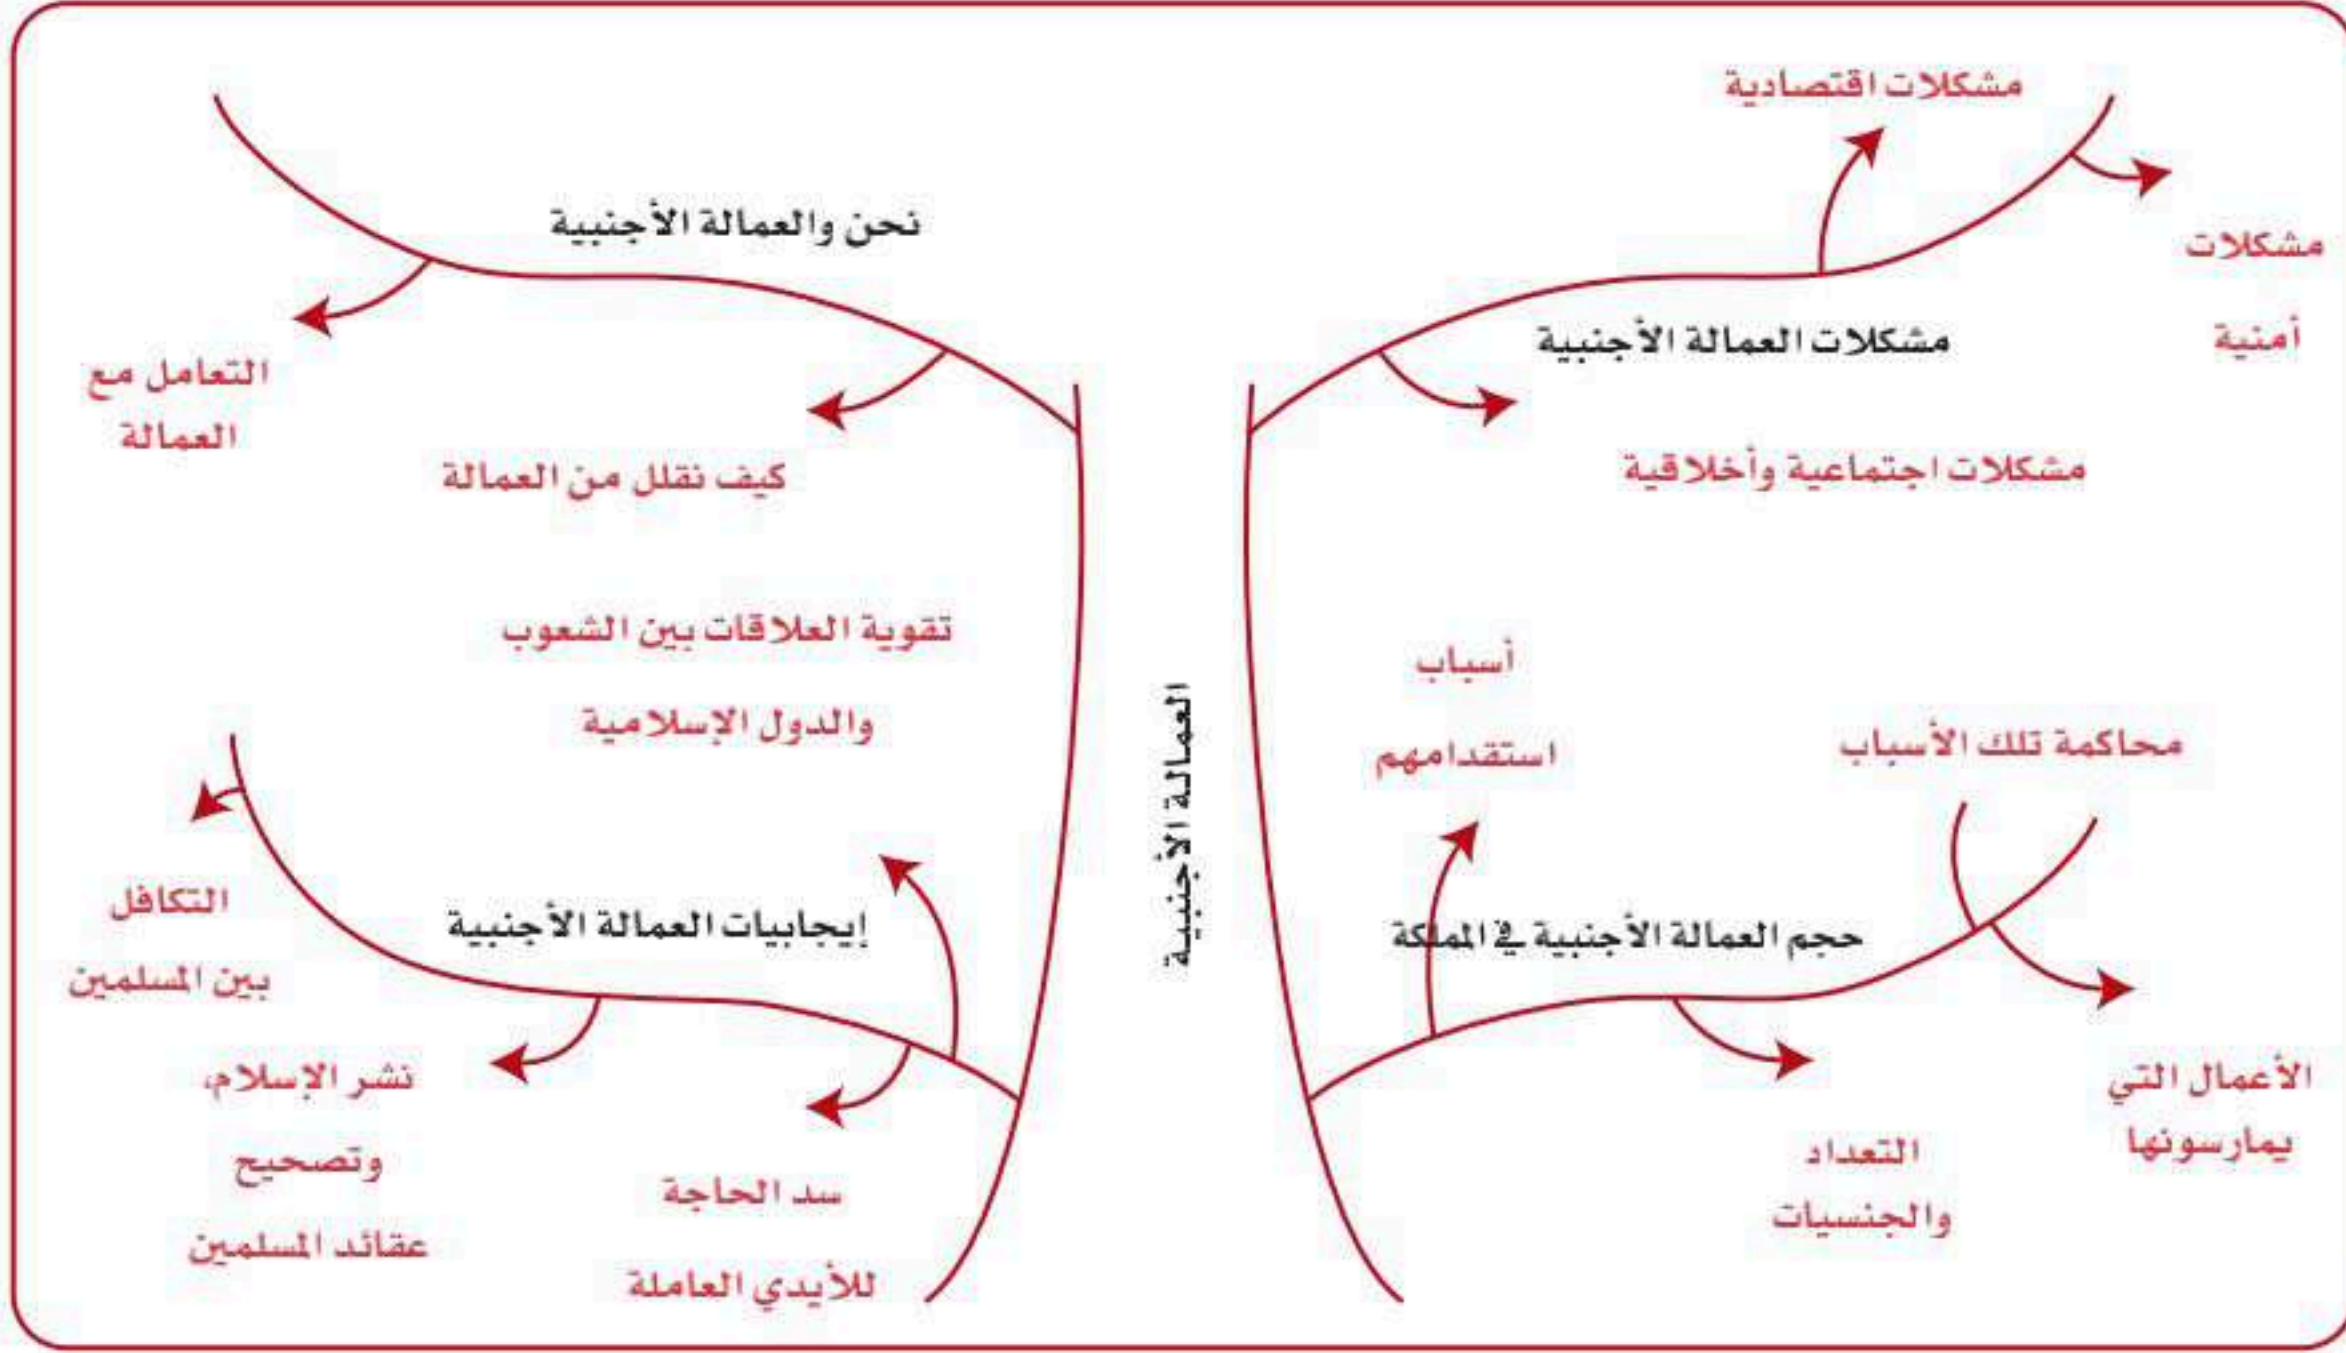 العمالة الأجنبية
مشكلات العمالة الأجنبية
مشكلات اقتصادية
مشكلات
أمنية
مشكلات اجتماعية وأخلاقية
نحن والعمالة الأجنبية
التعامل مع
العمالة
كيف نقلل من العمالة
حجم العمالة الأجنبية في المملكة
أسباب
استقدامهم
محاكمة تلك الأسباب
الأعمال التي
يمارسونها
التعداد
والجنسيات
إيجابيات العمالة الأجنبية
تقوية العلاقات بين الشعوب
والدول الإسلامية
التكافل
بين المسلمين
نشر الإسلام،
وتصحيح
عقائد المسلمين
سد الحاجة
للأيدي العاملة